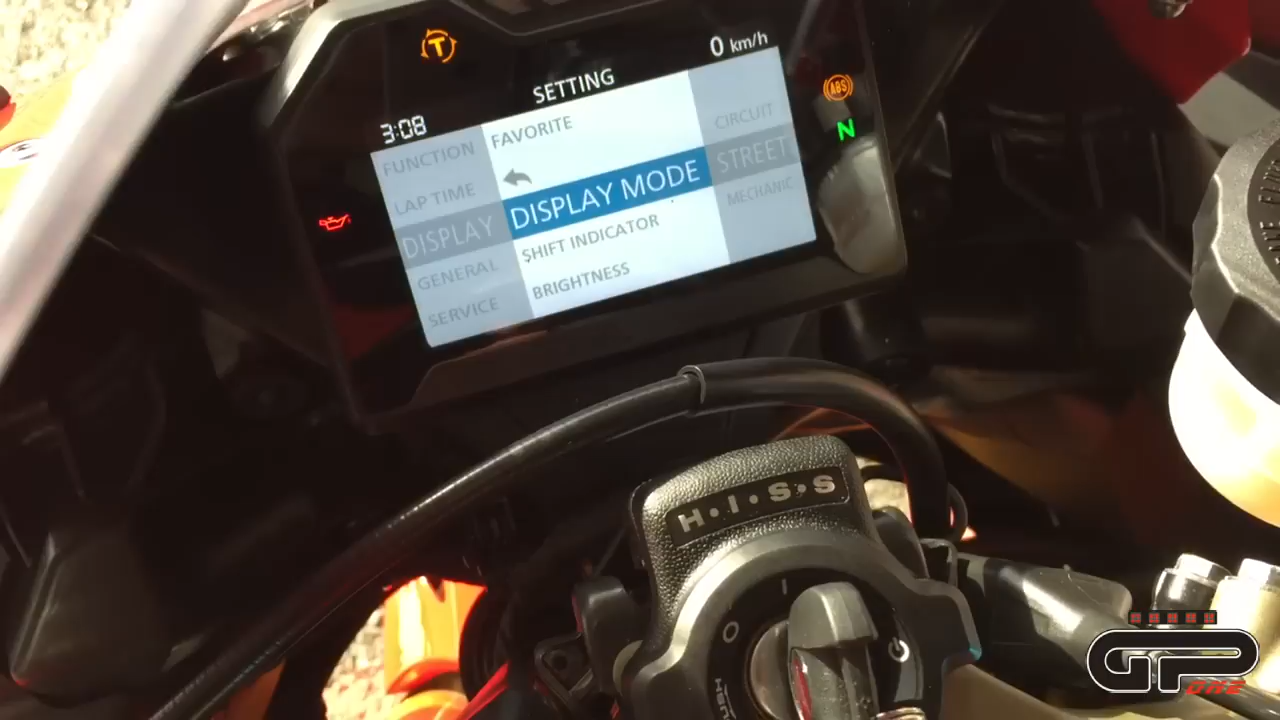 T
0 km/h
SETTING
ABS
3:08
N
FUNCTION
LAP TIME
DISPLAY
GENERAL
SERVICE
FAVORITE
DISPLAY MODE
SHIFT INDICATOR
BRIGHTNESS
CIRCUIT
STREET
MECHANIC
H·I·S·S
GP
ONE